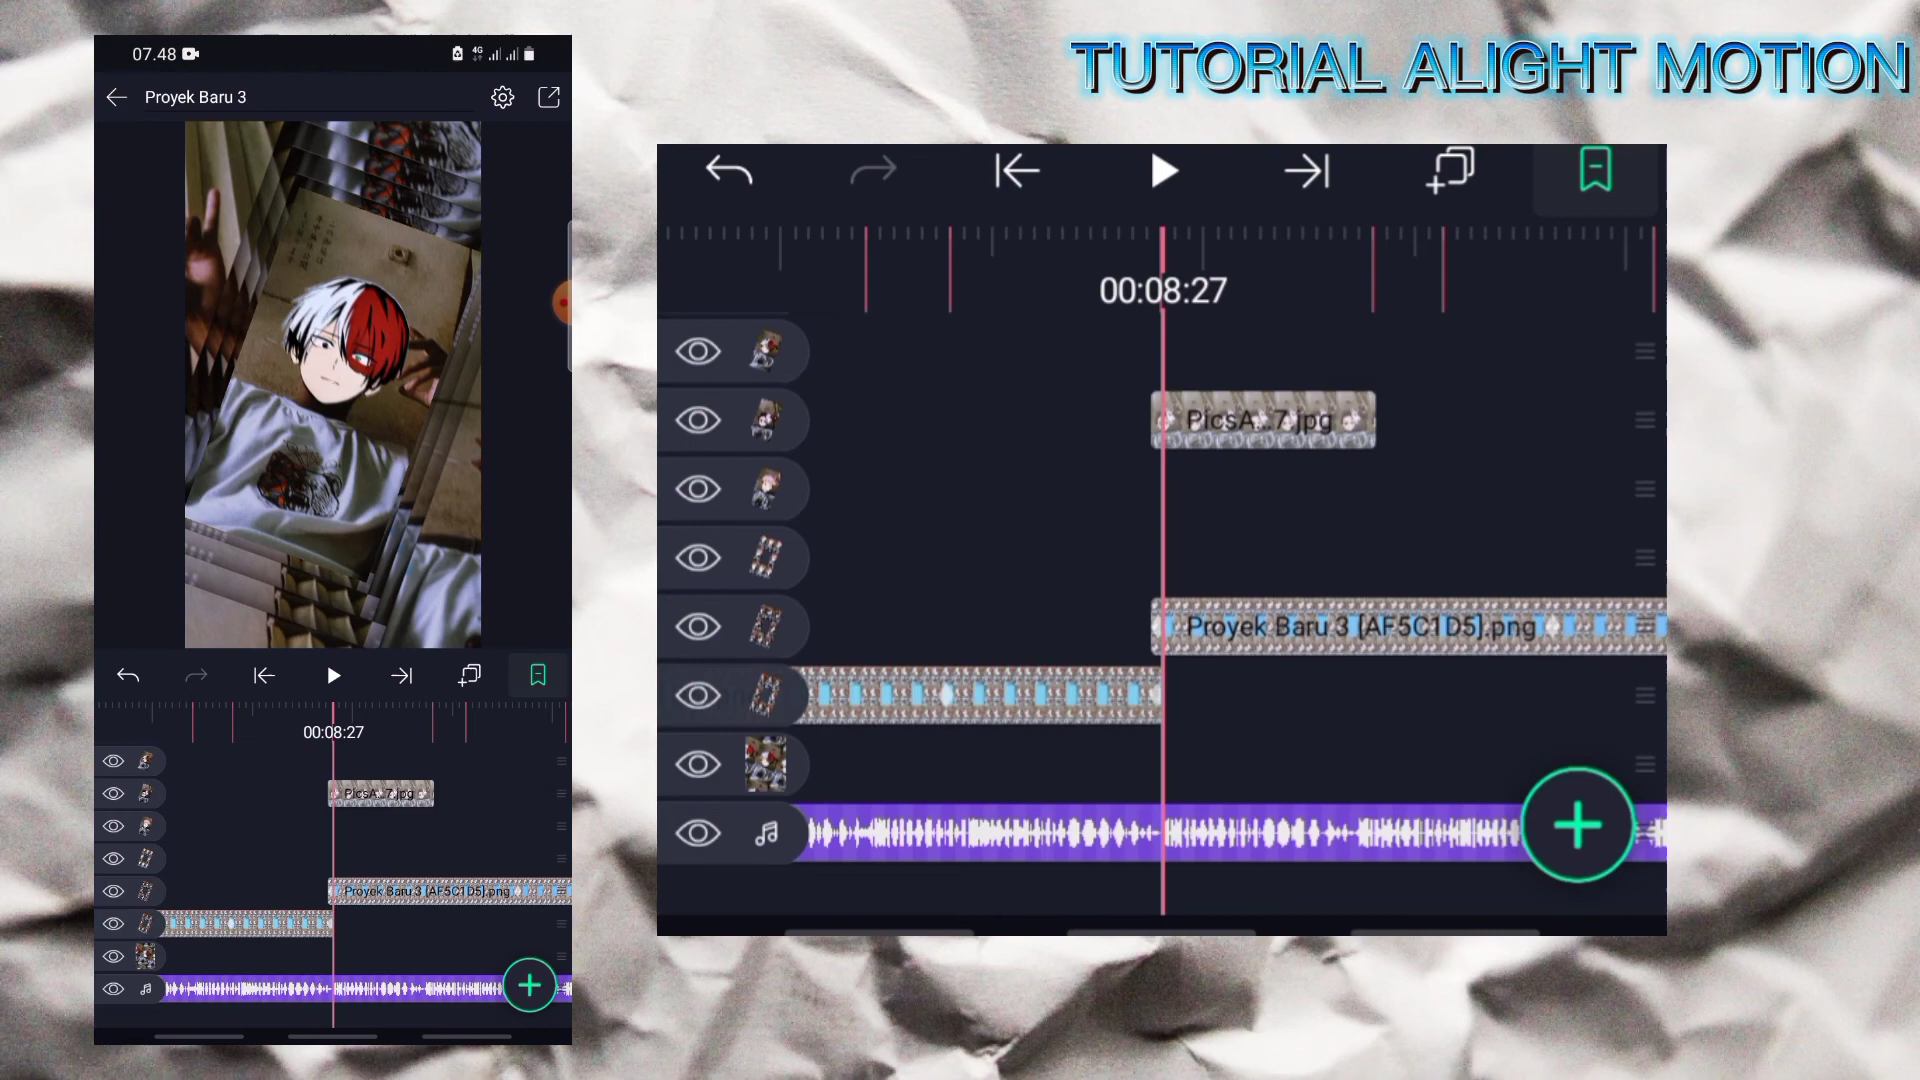 TUTORIAL ALIGHT MOTION
07.48
4G
Proyek Baru 3
00:08:27
PicsA...7.jpg
Proyek Baru 3 [AF5C1D5].png
00:08:27
PicsA...7.jpg
Proyek Baru 3 [AF5C1D5].png